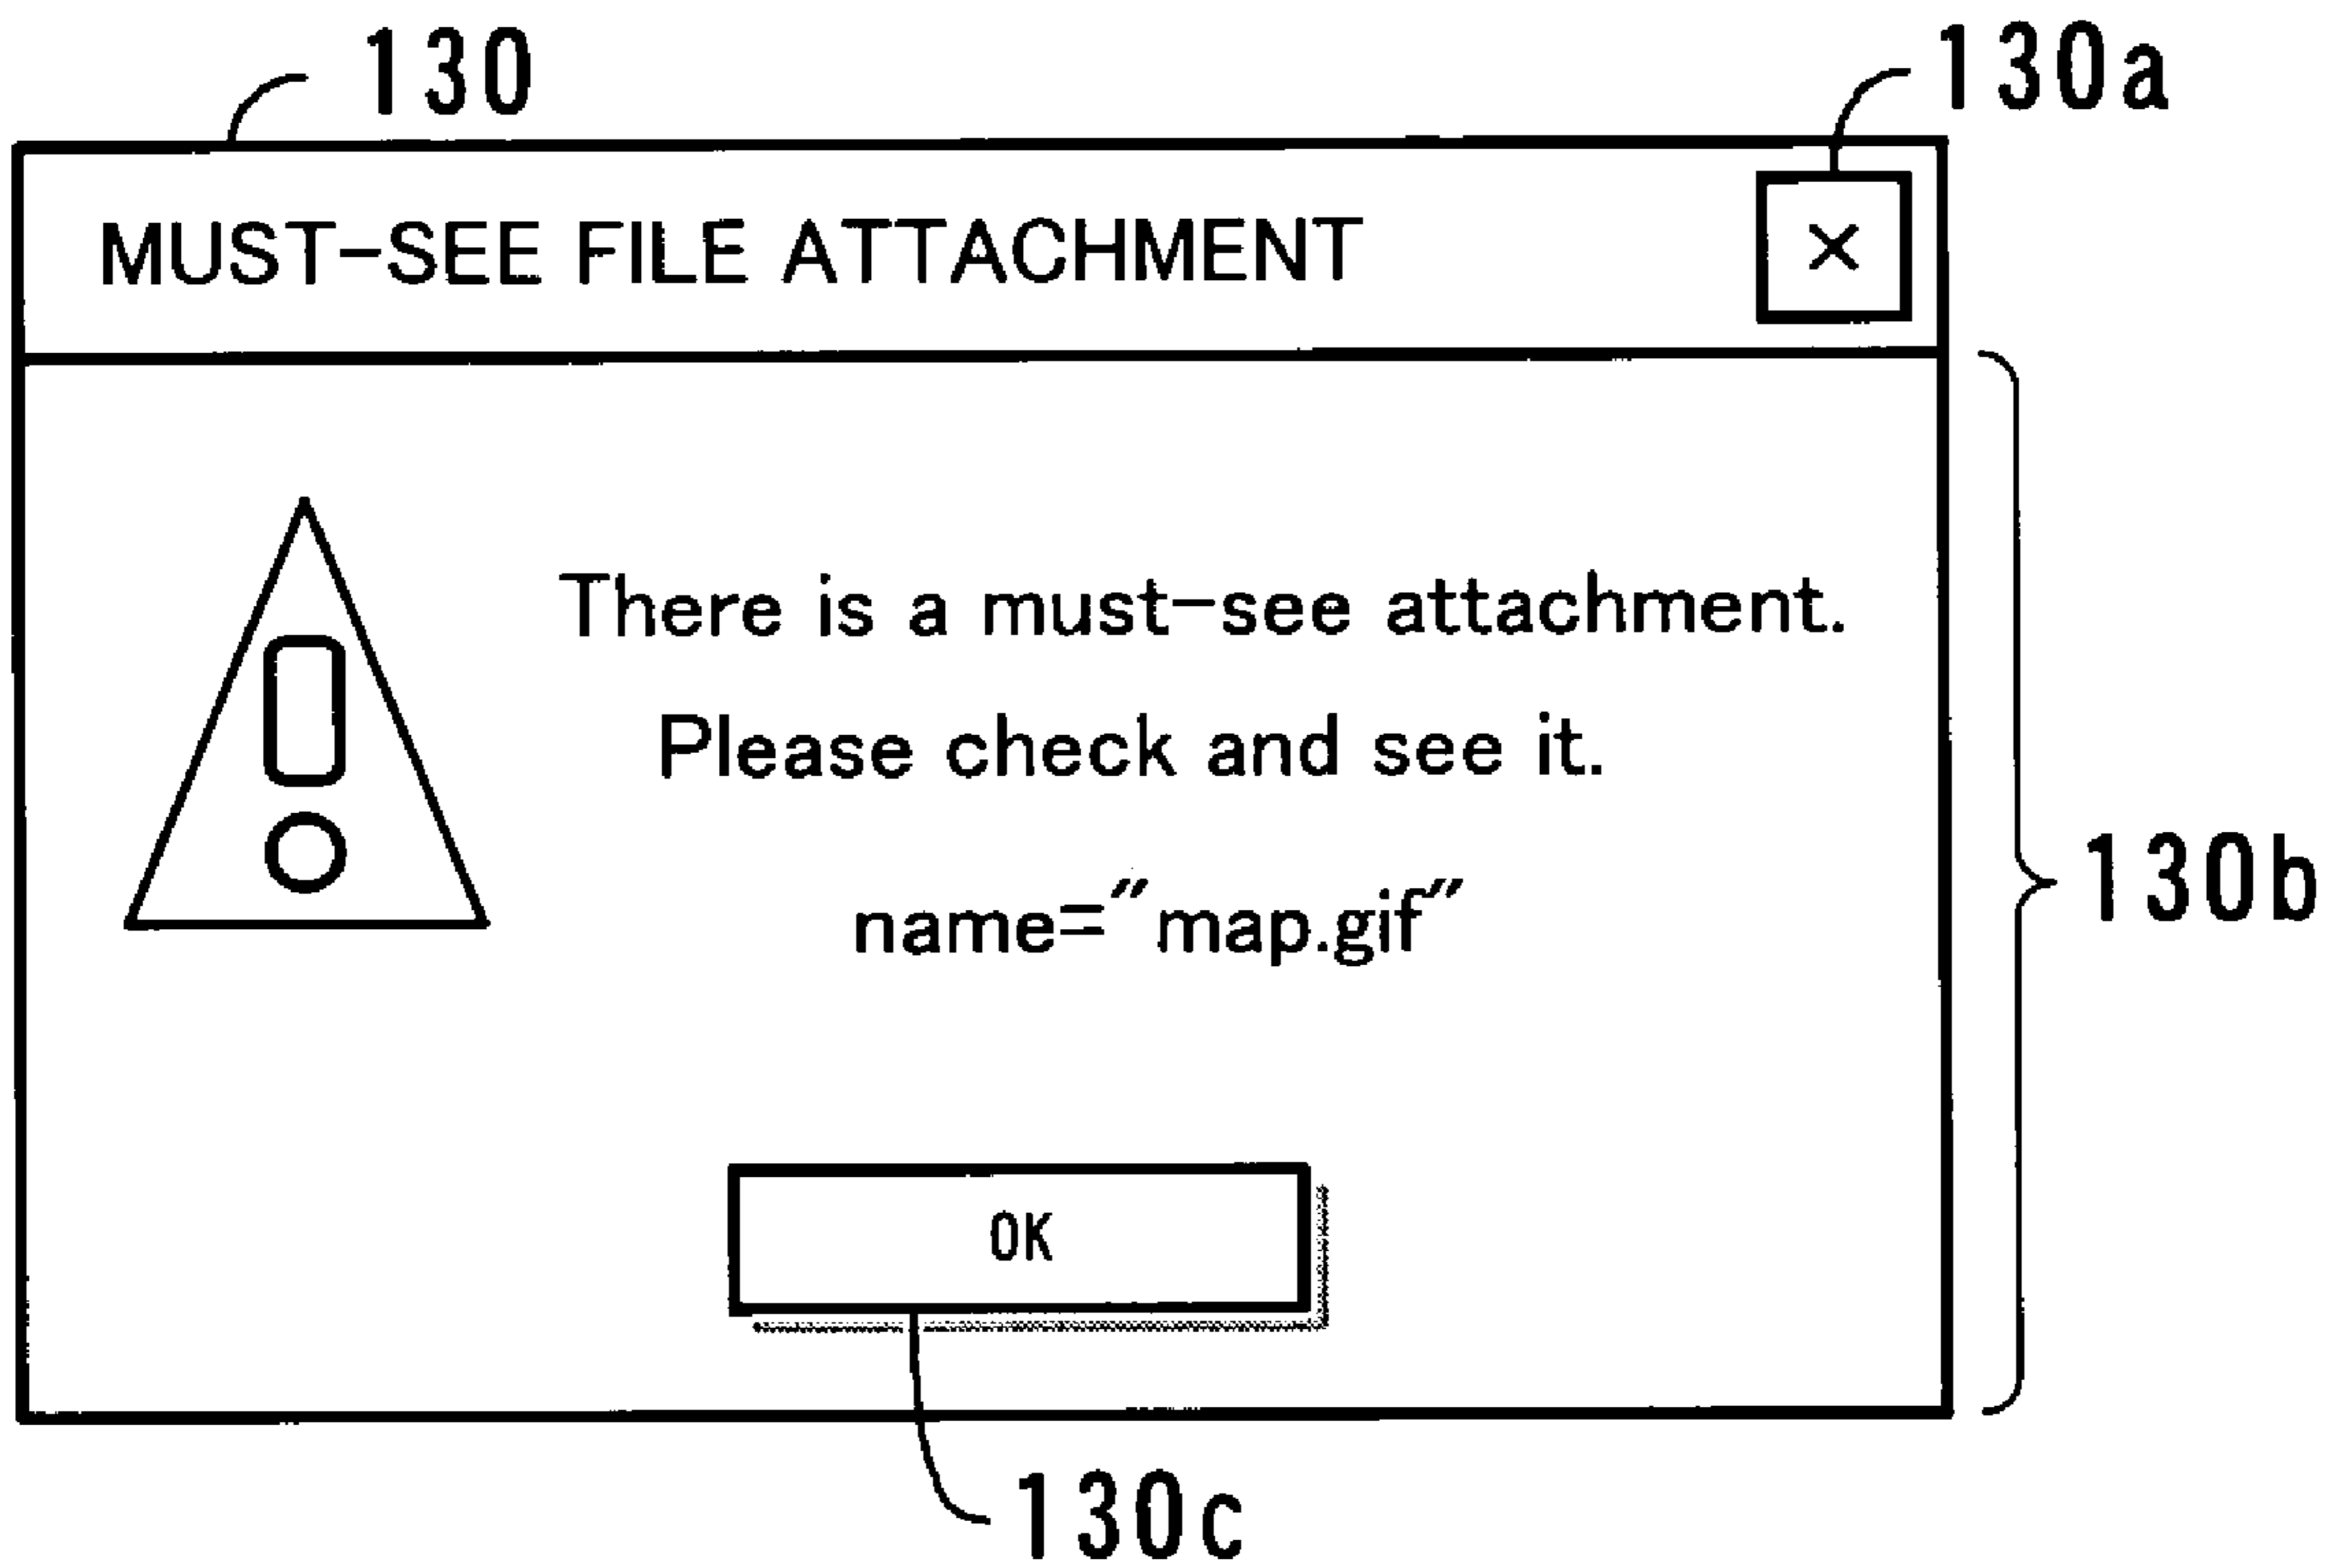 130
130a
MUST-SEE FILE ATTACHMENT
×
There is a must-see attachment.
Please check and see it.
name="map.gif"
130b
OK
130c